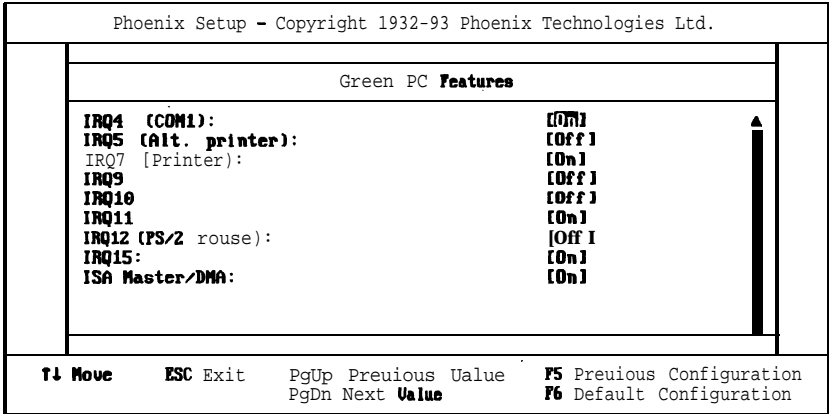 Phoenix Setup - Copyright 1932-93 Phoenix Technologies Ltd.
Green PC Features
IRQ4 (COM1): [On]
IRQ5 (Alt. printer): [Off]
IRQ7 [Printer): [On]
IRQ9 [Off]
IRQ10 [Off]
IRQ11 [On]
IRQ12 (PS/2 rouse): [Off I
IRQ15: [On]
ISA Master/DMA: [On]
↑↓ Move ESC Exit PgUp Preuious Value F5 Preuious Configuration
PgDn Next Value F6 Default Configuration